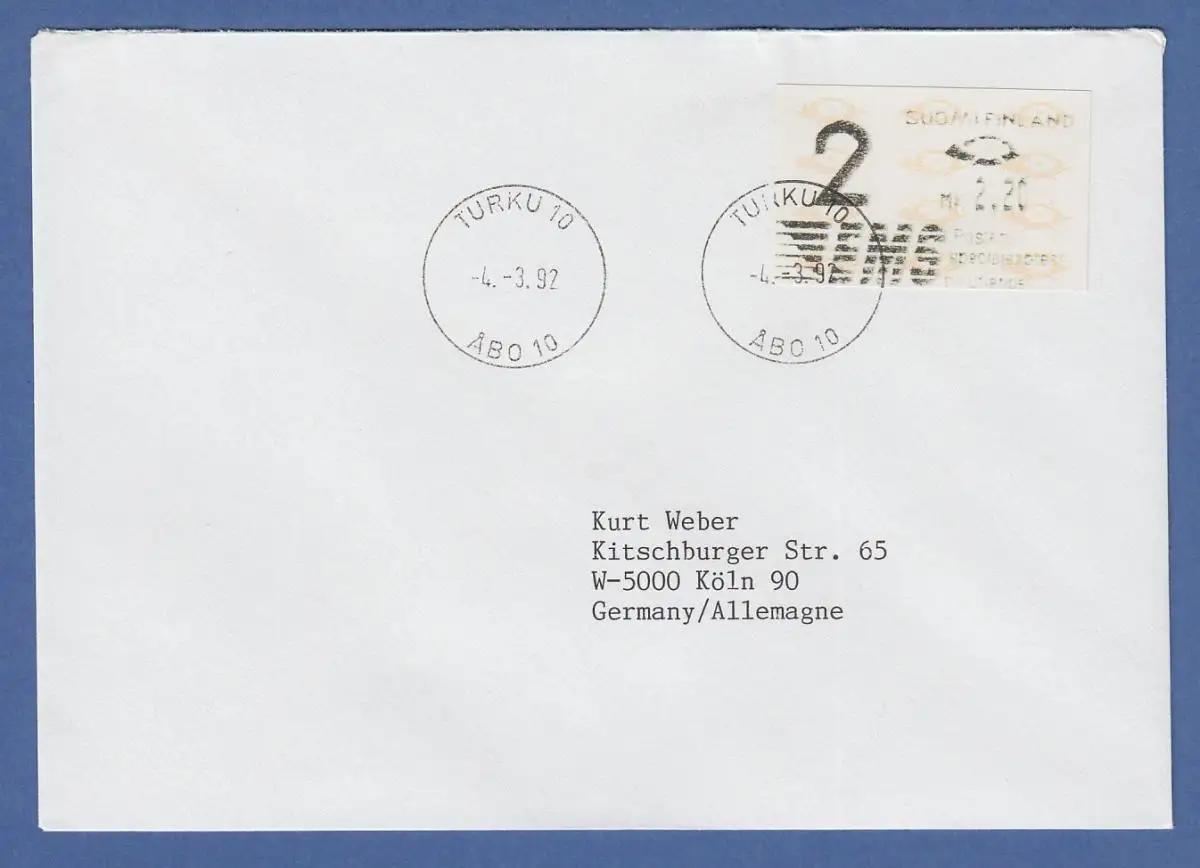 SUOMI FINLAND
2
Mk 2,20
EMS
TURKU 10
-4.-3.92
ÅBO 10
TURKU 10
-4.-3.92
ÅBO 10
Kurt Weber
Kitschburger Str. 65
W-5000 Köln 90
Germany/Allemagne